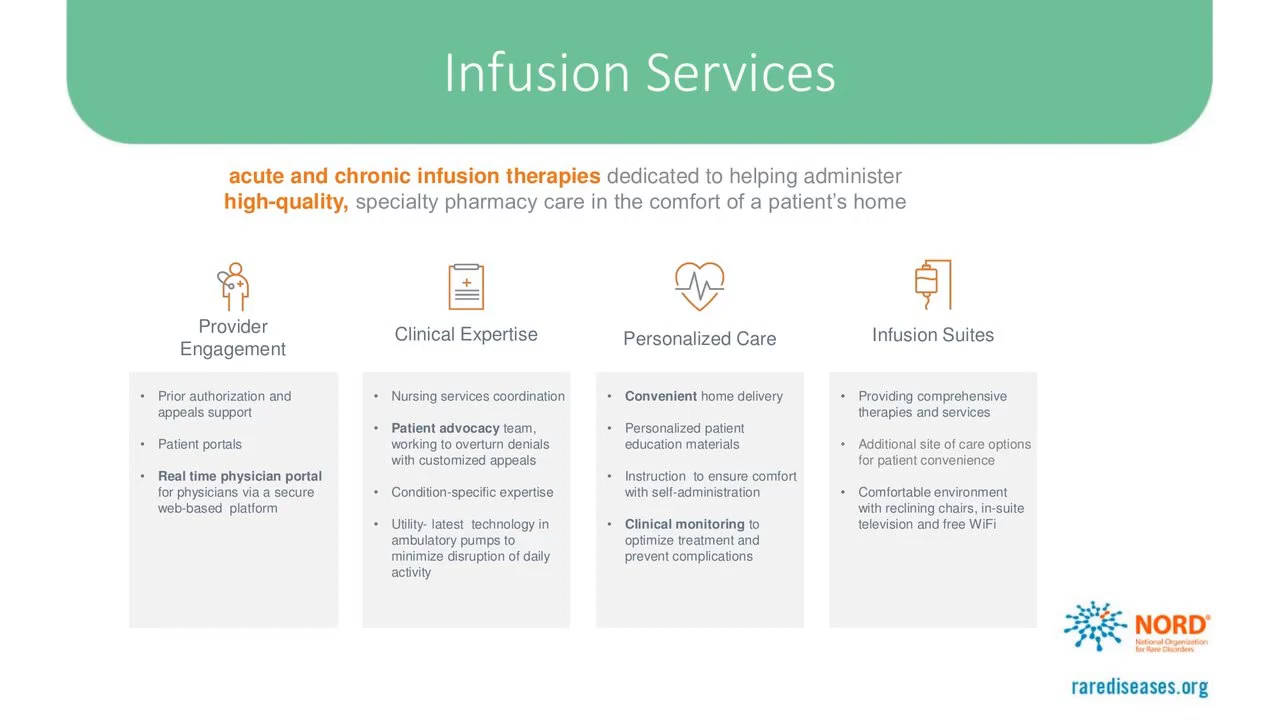 Infusion Services
acute and chronic infusion therapies dedicated to helping administer
high-quality, specialty pharmacy care in the comfort of a patient’s home
Provider
Engagement
• Prior authorization and
appeals support
• Patient portals
• Real time physician portal
for physicians via a secure
web-based platform
Clinical Expertise
• Nursing services coordination
• Patient advocacy team,
working to overturn denials
with customized appeals
• Condition-specific expertise
• Utility- latest technology in
ambulatory pumps to
minimize disruption of daily
activity
Personalized Care
• Convenient home delivery
• Personalized patient
education materials
• Instruction to ensure comfort
with self-administration
• Clinical monitoring to
optimize treatment and
prevent complications
Infusion Suites
• Providing comprehensive
therapies and services
• Additional site of care options
for patient convenience
• Comfortable environment
with reclining chairs, in-suite
television and free WiFi
NORD®
National Organization
for Rare Disorders
rarediseases.org